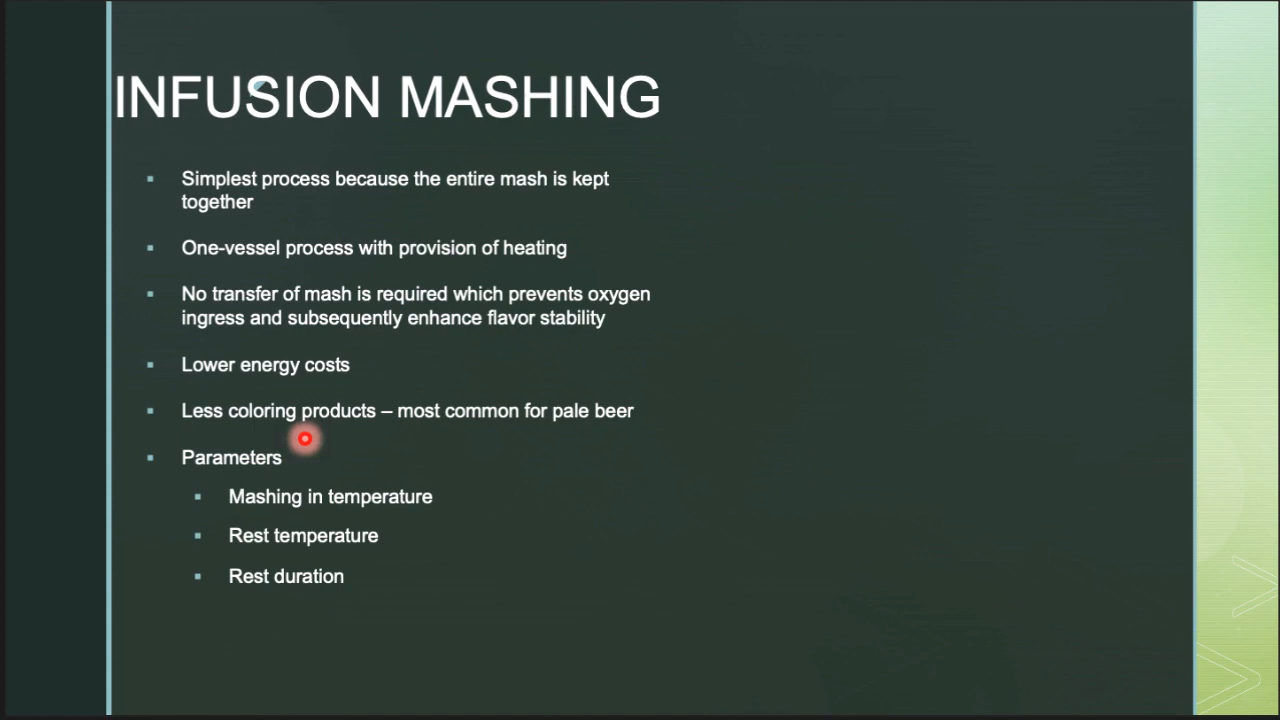 INFUSION MASHING
Simplest process because the entire mash is kept
together
One-vessel process with provision of heating
No transfer of mash is required which prevents oxygen
ingress and subsequently enhance flavor stability
Lower energy costs
Less coloring products – most common for pale beer
Parameters
Mashing in temperature
Rest temperature
Rest duration